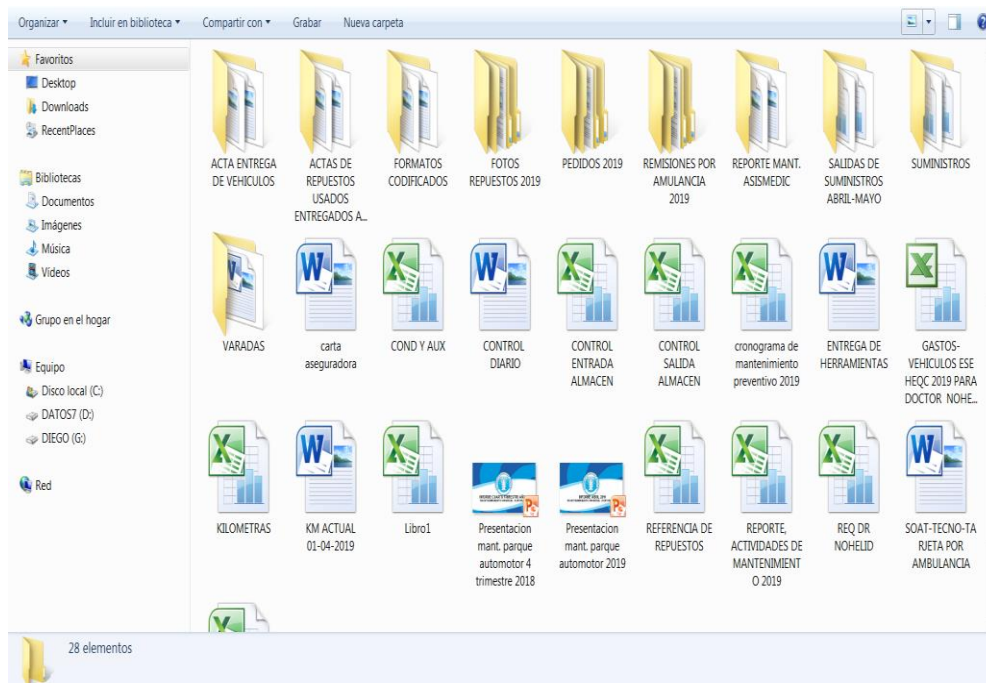 Organizar Incluir en biblioteca Compartir con Grabar Nueva carpeta
Favoritos
Desktop
Downloads
RecentPlaces
Bibliotecas
Documentos
Imágenes
Música
Vídeos
Grupo en el hogar
Equipo
Disco local (C:)
DATOS7 (D:)
DIEGO (G:)
Red
ACTA ENTREGA
DE VEHICULOS
ACTAS DE
REPUESTOS
USADOS
ENTREGADOS A...
FORMATOS
CODIFICADOS
FOTOS
REPUESTOS 2019
PEDIDOS 2019
REMISIONES POR
AMULANCIA
2019
REPORTE MANT.
ASISMEDIC
SALIDAS DE
SUMINISTROS
ABRIL-MAYO
SUMINISTROS
VARADAS
carta
aseguradora
COND Y AUX
CONTROL
DIARIO
CONTROL
ENTRADA
ALMACEN
CONTROL
SALIDA
ALMACEN
cronograma de
mantenimiento
preventivo 2019
ENTREGA DE
HERRAMIENTAS
GASTOS-
VEHICULOS ESE
HEQC 2019 PARA
DOCTOR NOHE...
KILOMETRAS
KM ACTUAL
01-04-2019
Libro1
Presentacion
mant. parque
automotor 4
trimestre 2018
Presentacion
mant. parque
automotor 2019
REFERENCIA DE
REPUESTOS
REPORTE,
ACTIVIDADES DE
MANTENIMIENT
O 2019
REQ DR
NOHELID
SOAT-TECNO-TA
RJETA POR
AMBULANCIA
28 elementos